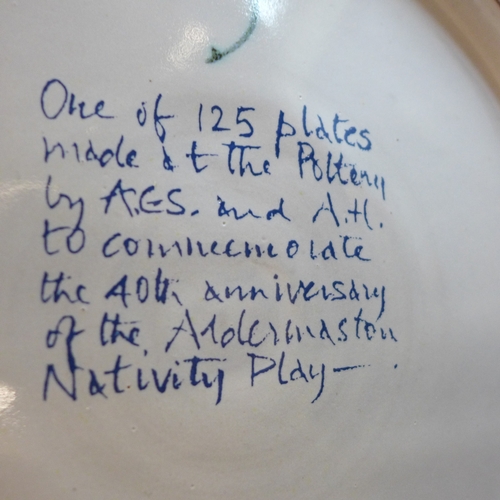 One of 125 plates
made at the Pottery
by A.G.S. and A.H.
to commemorate
the 40th anniversary
of the Aldermaston
Nativity Play—.